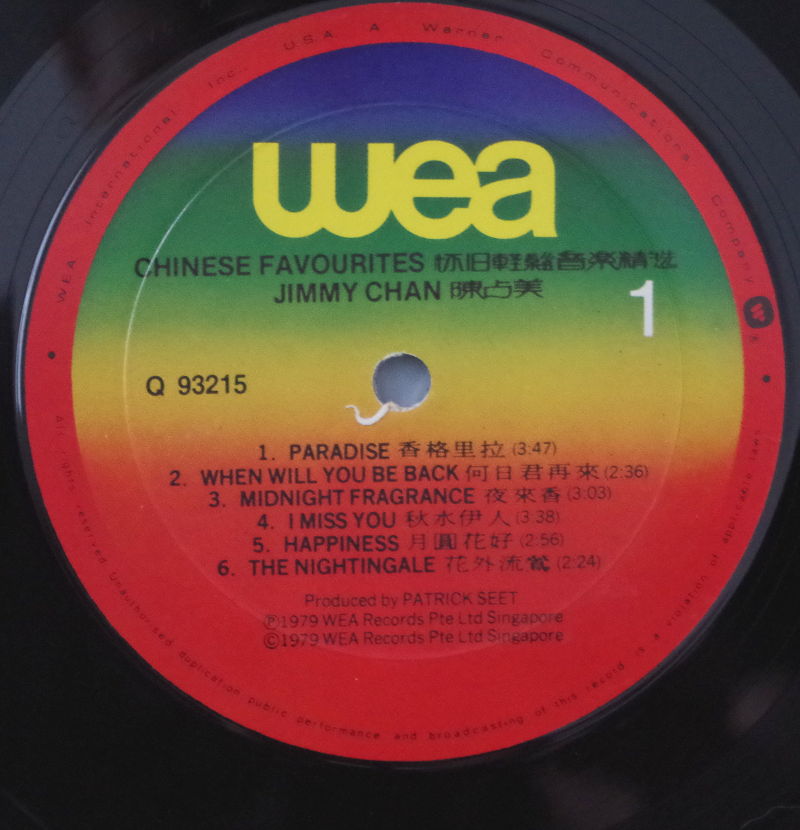 WEA International Inc., U.S.A. A Warner Communications Company
wea
CHINESE FAVOURITES 怀旧軽音楽精选
JIMMY CHAN 陳占美
1
Q 93215
1. PARADISE 香格里拉 (3:47)
2. WHEN WILL YOU BE BACK 何日君再來 (2:36)
3. MIDNIGHT FRAGRANCE 夜來香 (3:03)
4. I MISS YOU 秋水伊人 (3.38)
5. HAPPINESS 月圓花好 (2:56)
6. THE NIGHTINGALE 花外流鶯 (2:24)
Produced by PATRICK SEET
Ⓟ1979 WEA Records Pte Ltd Singapore
©1979 WEA Records Pte Ltd Singapore
All rights reserved Unauthorised duplication public performance and broadcasting of this record is a violation of applicable laws